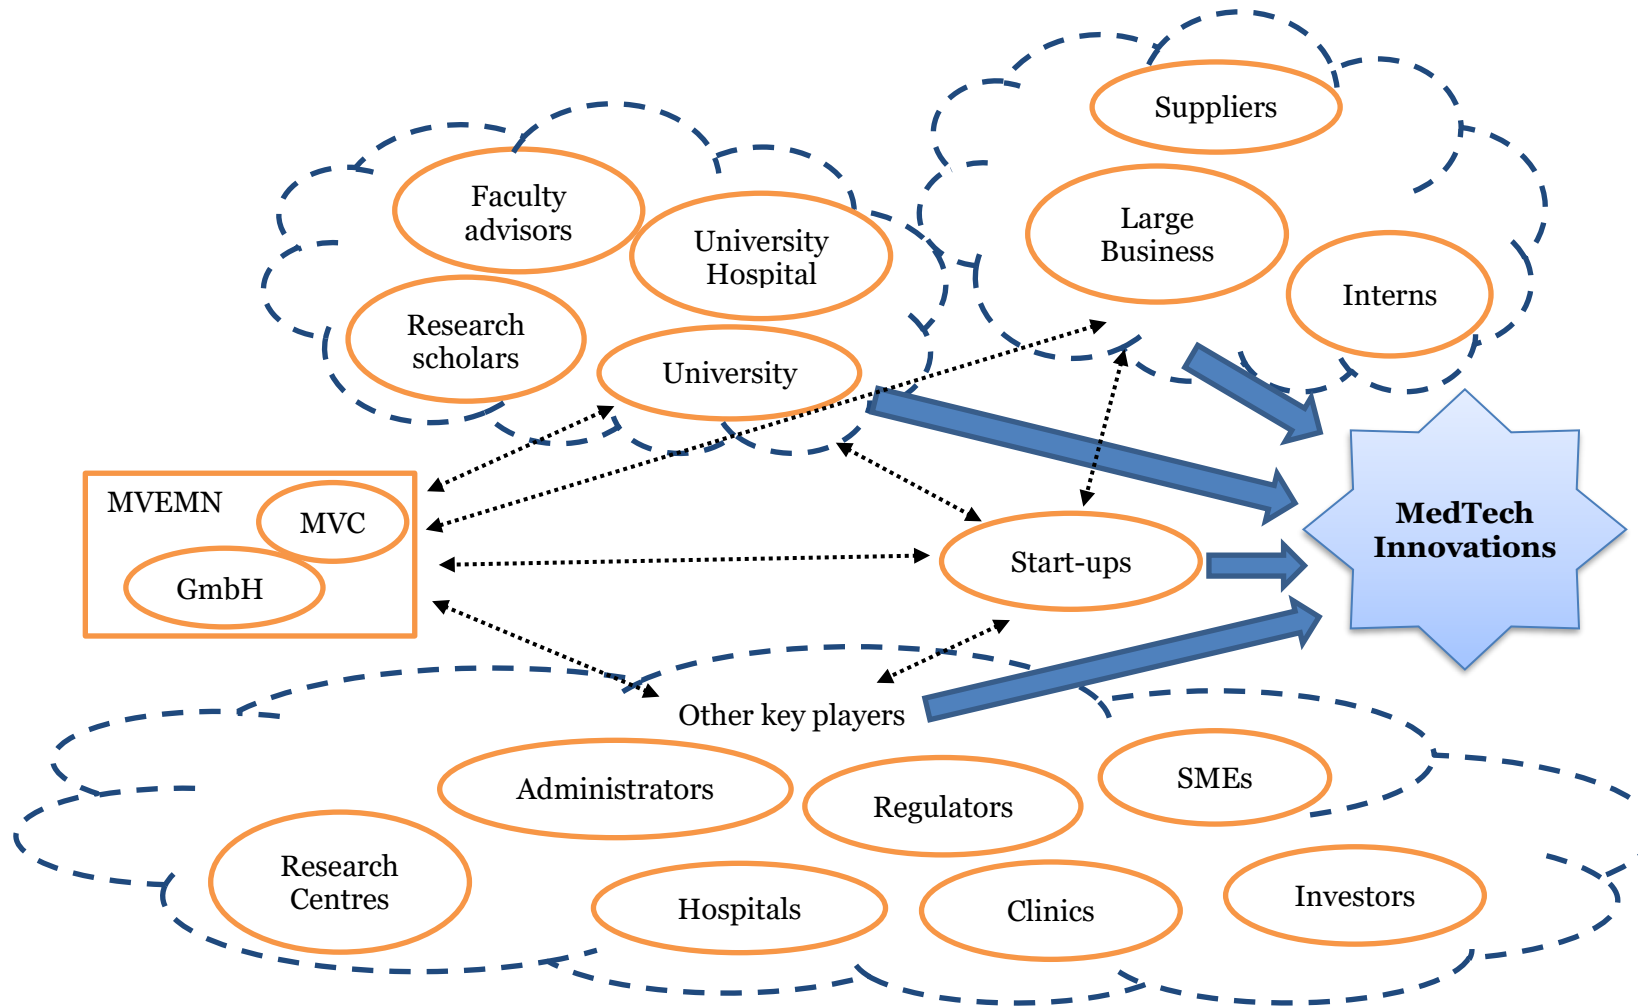 Suppliers
Faculty
advisors
Large
Business
University
Hospital
Interns
Research
scholars
University
MVEMN
MVC
GmbH
Start-ups
MedTech
Innovations
Other key players
Administrators
Regulators
SMEs
Research
Centres
Hospitals
Clinics
Investors